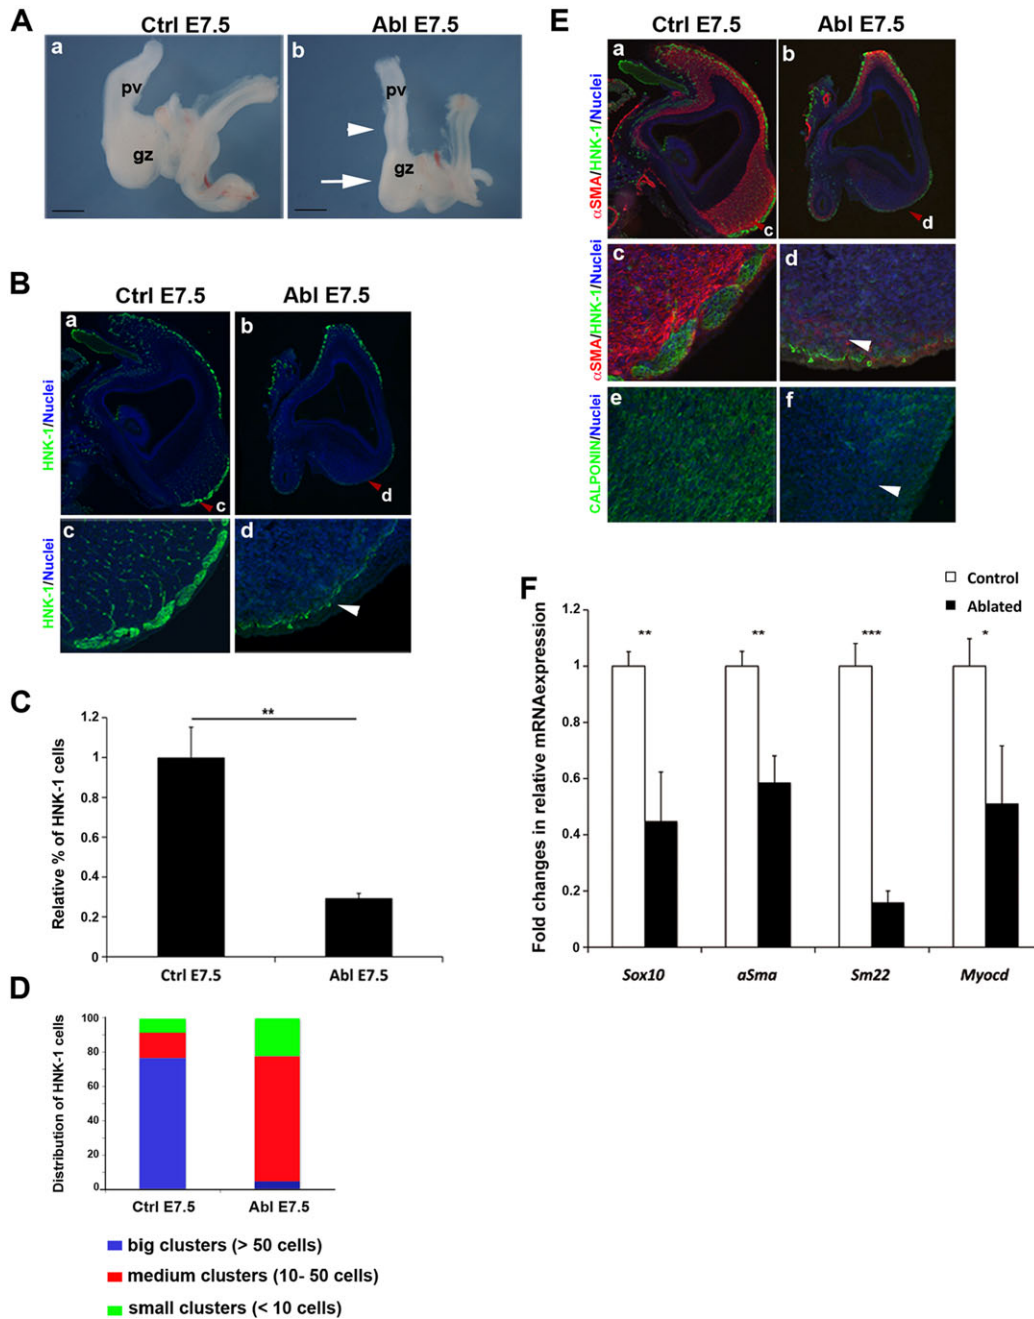 A
Ctrl E7.5
Abl E7.5
a
pv
gz
b
pv
gz
B
Ctrl E7.5
Abl E7.5
HNK-1/Nuclei
a
c
b
d
HNK-1/Nuclei
c
d
C
Relative % of HNK-1 cells
1.2
1
0.8
0.6
0.4
0.2
0
**
Ctrl E7.5
Abl E7.5
D
Distribution of HNK-1 cells
100
80
60
40
20
0
Ctrl E7.5
Abl E7.5
big clusters (> 50 cells)
medium clusters (10- 50 cells)
small clusters (< 10 cells)
E
Ctrl E7.5
Abl E7.5
αSMA/HNK-1/Nuclei
a
c
b
d
αSMA/HNK-1/Nuclei
c
d
CALPONIN/Nuclei
e
f
F
Control
Ablated
Fold changes in relative mRNAexpression
1.2
1
0.8
0.6
0.4
0.2
0
**
**
***
*
Sox10
aSma
Sm22
Myocd